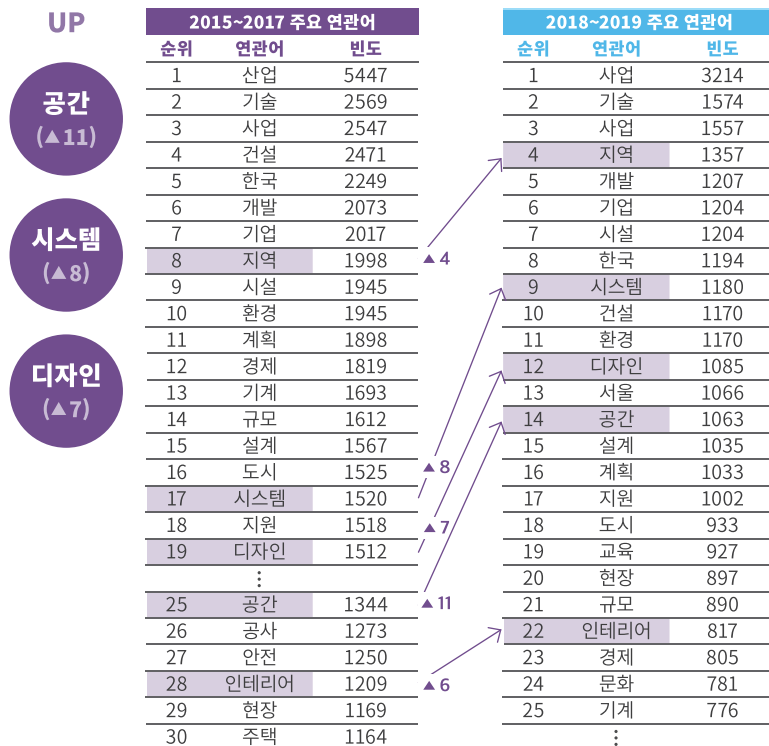 UP
공간
(▲11)
시스템
(▲8)
디자인
(▲7)
2015~2017 주요 연관어
순위 연관어 빈도
1 산업 5447
2 기술 2569
3 사업 2547
4 건설 2471
5 한국 2249
6 개발 2073
7 기업 2017
8 지역 1998
9 시설 1945
10 환경 1945
11 계획 1898
12 경제 1819
13 기계 1693
14 규모 1612
15 설계 1567
16 도시 1525
17 시스템 1520
18 지원 1518
19 디자인 1512
⋮
25 공간 1344
26 공사 1273
27 안전 1250
28 인테리어 1209
29 현장 1169
30 주택 1164
▲ 4
▲ 8
▲ 7
▲ 11
▲ 6
2018~2019 주요 연관어
순위 연관어 빈도
1 사업 3214
2 기술 1574
3 사업 1557
4 지역 1357
5 개발 1207
6 기업 1204
7 시설 1204
8 한국 1194
9 시스템 1180
10 건설 1170
11 환경 1170
12 디자인 1085
13 서울 1066
14 공간 1063
15 설계 1035
16 계획 1033
17 지원 1002
18 도시 933
19 교육 927
20 현장 897
21 규모 890
22 인테리어 817
23 경제 805
24 문화 781
25 기계 776
⋮